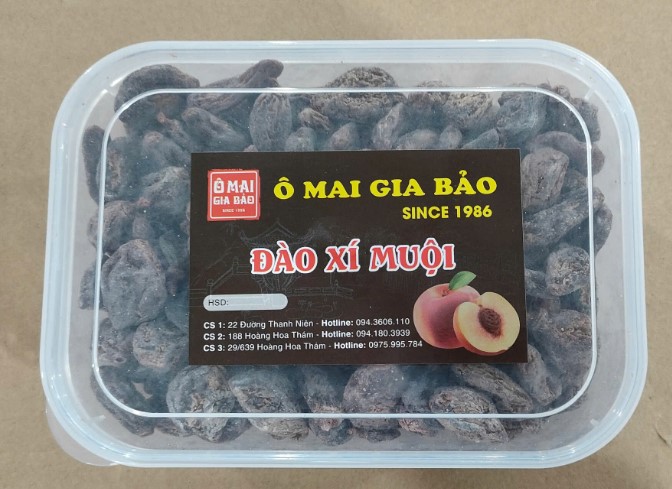 Ô MAI
GIA BẢO
SINCE 1986
Ô MAI GIA BẢO
SINCE 1986
ĐÀO XÍ MUỘI
HSD:
CS 1: 22 Đường Thanh Niên - Hotline: 094.3606.110
CS 2: 188 Hoàng Hoa Thám - Hotline: 094.180.3939
CS 3: 29/639 Hoàng Hoa Thám - Hotline: 0975.995.784